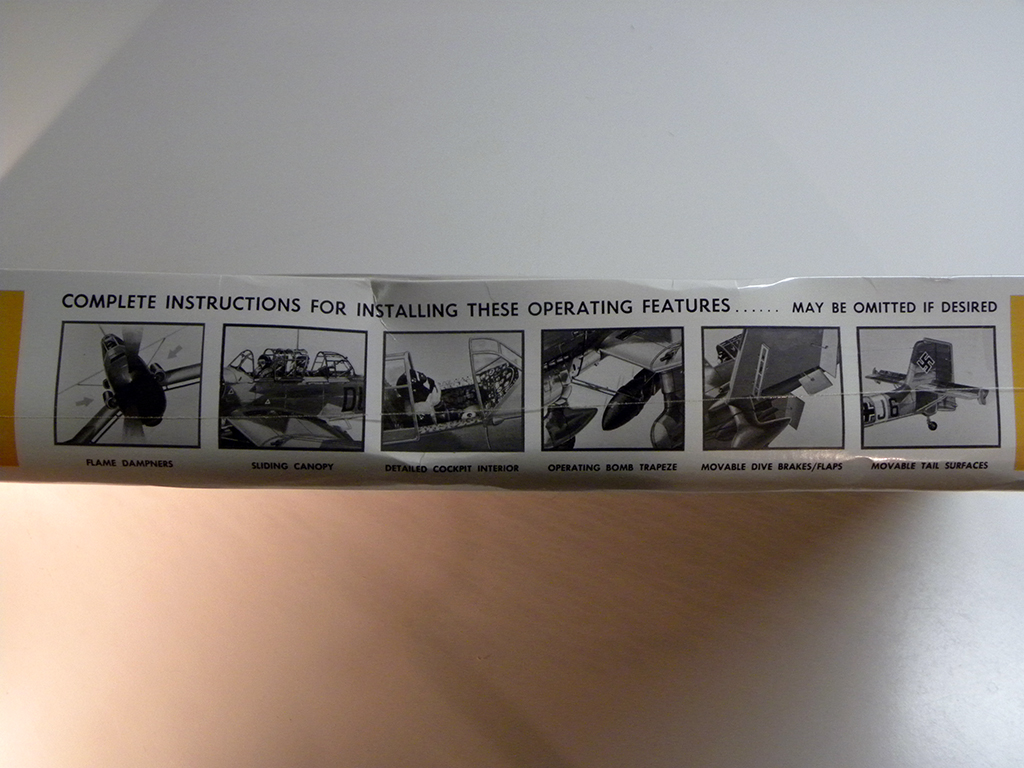 COMPLETE INSTRUCTIONS FOR INSTALLING THESE OPERATING FEATURES...... MAY BE OMITTED IF DESIRED
FLAME DAMPNERS
SLIDING CANOPY
DETAILED COCKPIT INTERIOR
OPERATING BOMB TRAPEZE
MOVABLE DIVE BRAKES/FLAPS
MOVABLE TAIL SURFACES